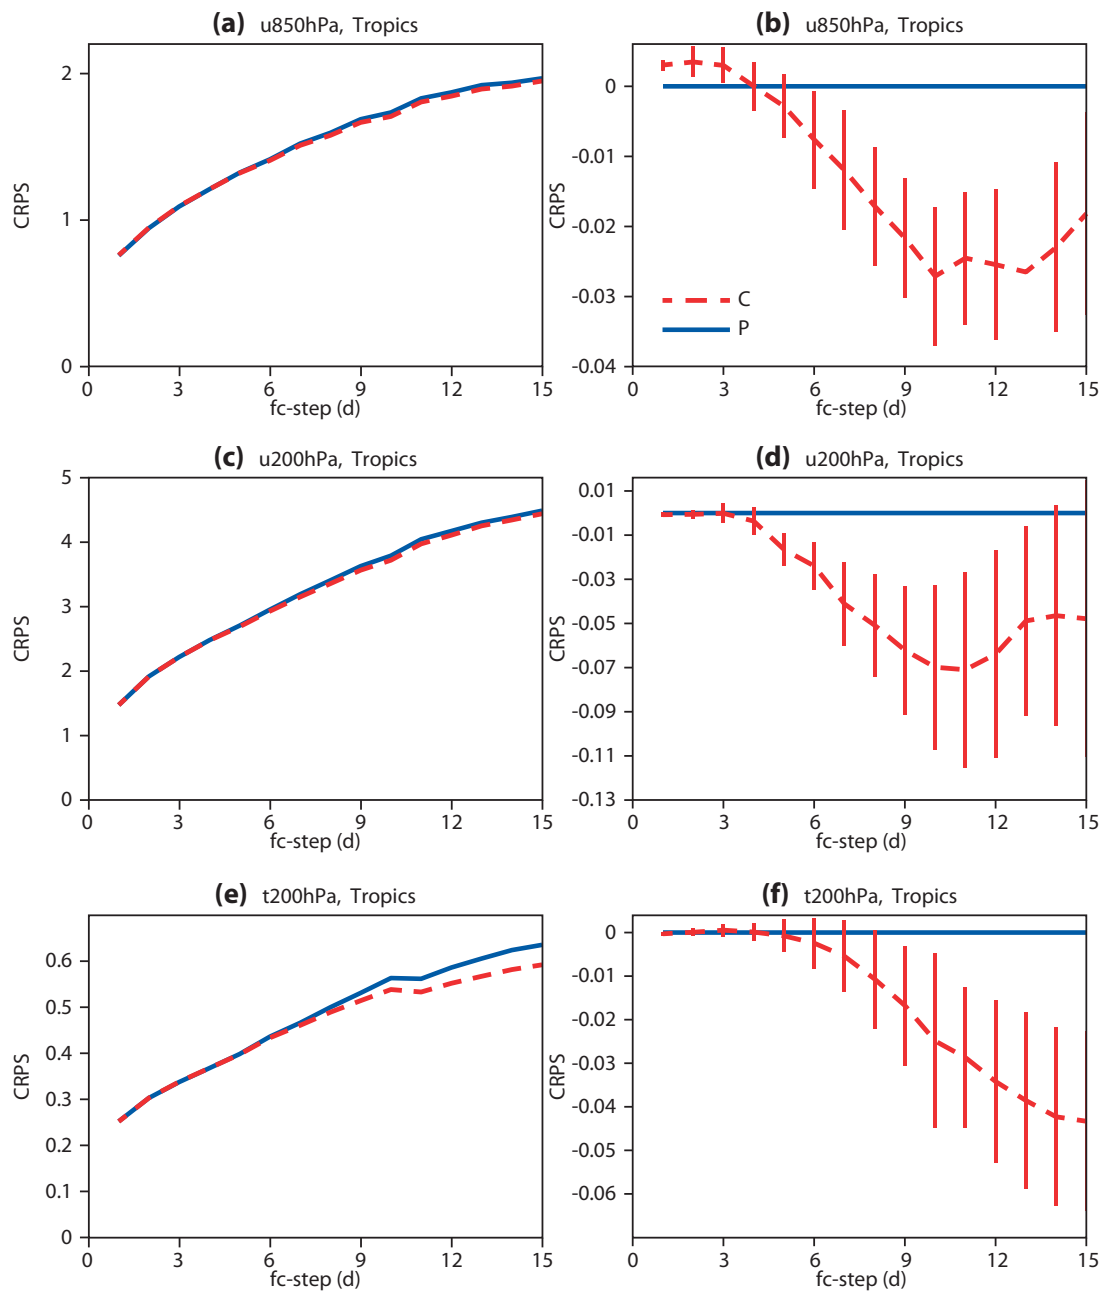 (a) u850hPa, Tropics
2
1
0
CRPS
0 3 6 9 12 15
fc-step (d)
(b) u850hPa, Tropics
0
-0.01
-0.02
-0.03
-0.04
CRPS
C
P
0 3 6 9 12 15
fc-step (d)
(c) u200hPa, Tropics
5
4
3
2
1
0
CRPS
0 3 6 9 12 15
fc-step (d)
(d) u200hPa, Tropics
0.01
-0.01
-0.03
-0.05
-0.07
-0.09
-0.11
-0.13
CRPS
0 3 6 9 12 15
fc-step (d)
(e) t200hPa, Tropics
0.6
0.5
0.4
0.3
0.2
0.1
0
CRPS
0 3 6 9 12 15
fc-step (d)
(f) t200hPa, Tropics
0
-0.01
-0.02
-0.03
-0.04
-0.05
-0.06
CRPS
0 3 6 9 12 15
fc-step (d)